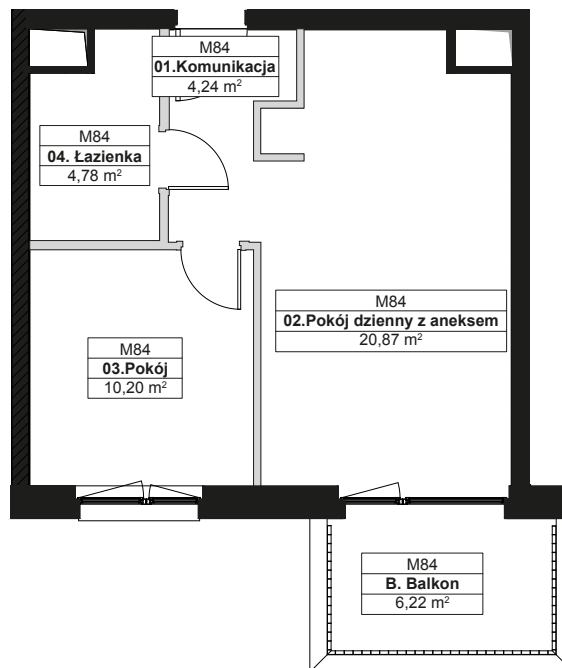 M84
01.Komunikacja
4,24 m²
M84
04. Łazienka
4,78 m²
M84
02.Pokój dzienny z aneksem
20,87 m²
M84
03.Pokój
10,20 m²
M84
B. Balkon
6,22 m²